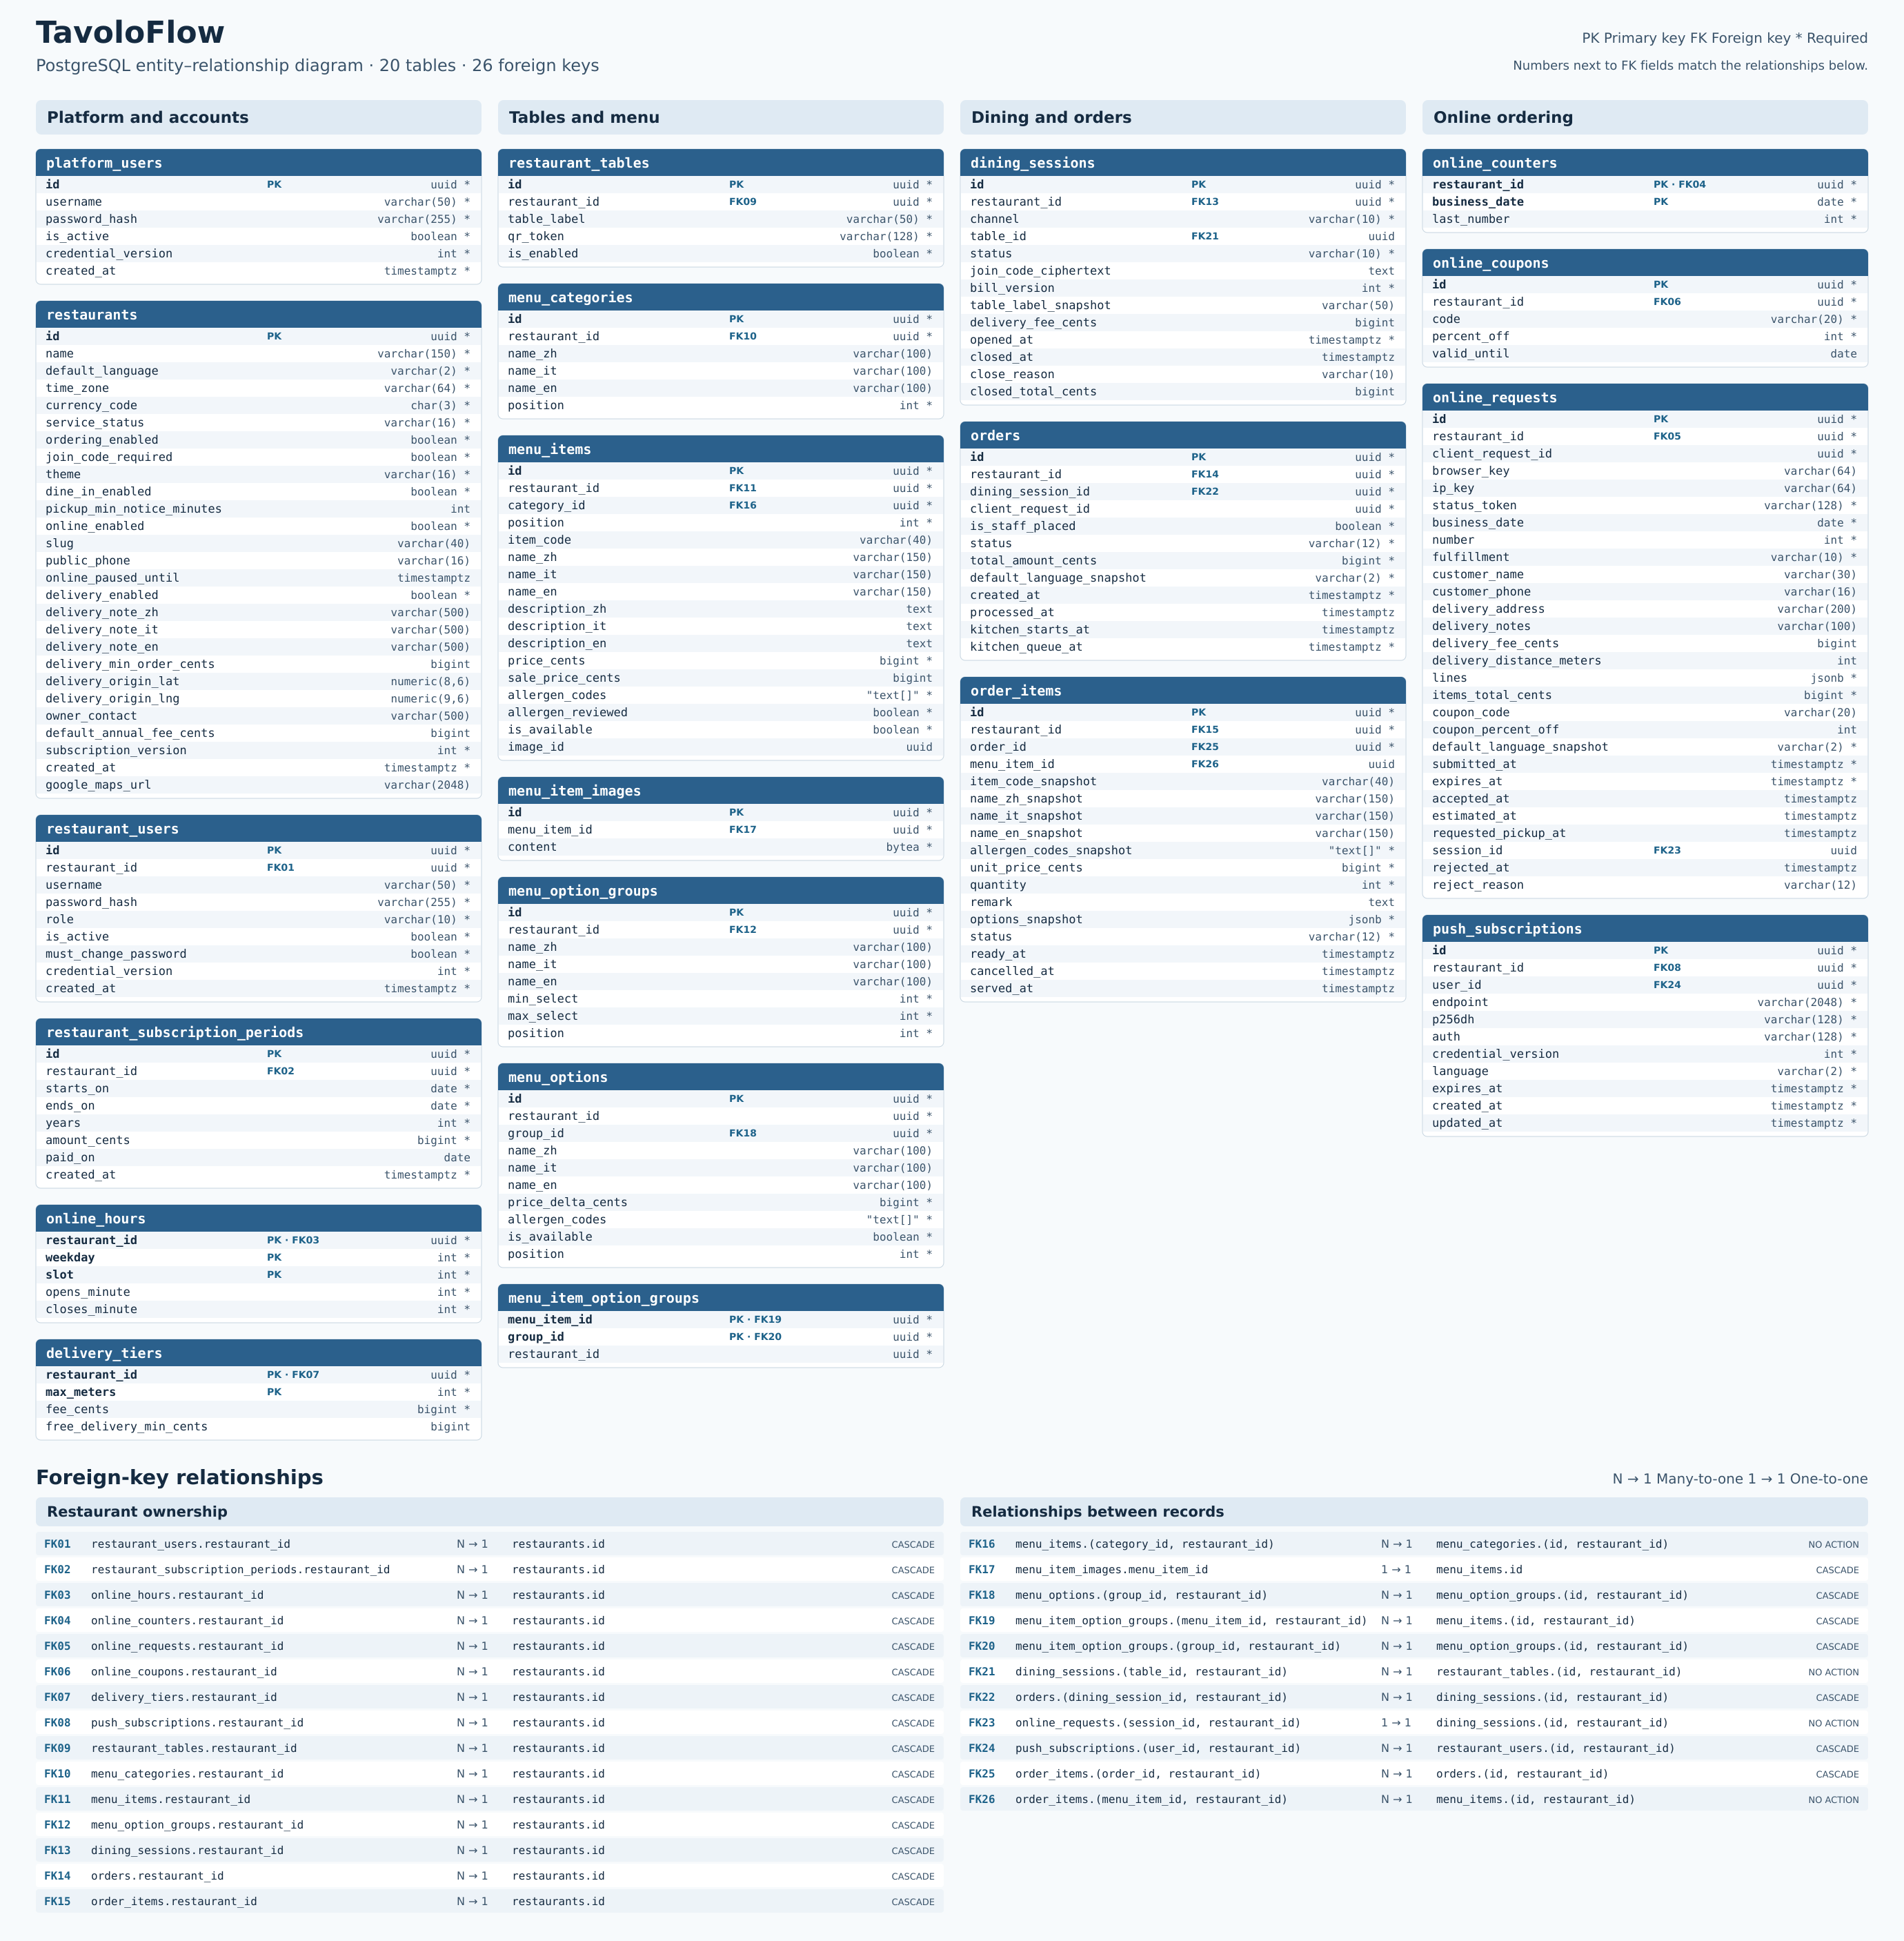 TavoloFlow
PostgreSQL entity–relationship diagram · 20 tables · 26 foreign keys
PK Primary key FK Foreign key * Required
Numbers next to FK fields match the relationships below.
Platform and accounts
platform_users
id PK uuid *
username varchar(50) *
password_hash varchar(255) *
is_active boolean *
credential_version int *
created_at timestamptz *
restaurants
id PK uuid *
name varchar(150) *
default_language varchar(2) *
time_zone varchar(64) *
currency_code char(3) *
service_status varchar(16) *
ordering_enabled boolean *
join_code_required boolean *
theme varchar(16) *
dine_in_enabled boolean *
pickup_min_notice_minutes int
online_enabled boolean *
slug varchar(40)
public_phone varchar(16)
online_paused_until timestamptz
delivery_enabled boolean *
delivery_note_zh varchar(500)
delivery_note_it varchar(500)
delivery_note_en varchar(500)
delivery_min_order_cents bigint
delivery_origin_lat numeric(8,6)
delivery_origin_lng numeric(9,6)
owner_contact varchar(500)
default_annual_fee_cents bigint
subscription_version int *
created_at timestamptz *
google_maps_url varchar(2048)
restaurant_users
id PK uuid *
restaurant_id FK01 uuid *
username varchar(50) *
password_hash varchar(255) *
role varchar(10) *
is_active boolean *
must_change_password boolean *
credential_version int *
created_at timestamptz *
restaurant_subscription_periods
id PK uuid *
restaurant_id FK02 uuid *
starts_on date *
ends_on date *
years int *
amount_cents bigint *
paid_on date
created_at timestamptz *
online_hours
restaurant_id PK · FK03 uuid *
weekday PK int *
slot PK int *
opens_minute int *
closes_minute int *
delivery_tiers
restaurant_id PK · FK07 uuid *
max_meters PK int *
fee_cents bigint *
free_delivery_min_cents bigint
Tables and menu
restaurant_tables
id PK uuid *
restaurant_id FK09 uuid *
table_label varchar(50) *
qr_token varchar(128) *
is_enabled boolean *
menu_categories
id PK uuid *
restaurant_id FK10 uuid *
name_zh varchar(100)
name_it varchar(100)
name_en varchar(100)
position int *
menu_items
id PK uuid *
restaurant_id FK11 uuid *
category_id FK16 uuid *
position int *
item_code varchar(40)
name_zh varchar(150)
name_it varchar(150)
name_en varchar(150)
description_zh text
description_it text
description_en text
price_cents bigint *
sale_price_cents bigint
allergen_codes "text[]" *
allergen_reviewed boolean *
is_available boolean *
image_id uuid
menu_item_images
id PK uuid *
menu_item_id FK17 uuid *
content bytea *
menu_option_groups
id PK uuid *
restaurant_id FK12 uuid *
name_zh varchar(100)
name_it varchar(100)
name_en varchar(100)
min_select int *
max_select int *
position int *
menu_options
id PK uuid *
restaurant_id uuid *
group_id FK18 uuid *
name_zh varchar(100)
name_it varchar(100)
name_en varchar(100)
price_delta_cents bigint *
allergen_codes "text[]" *
is_available boolean *
position int *
menu_item_option_groups
menu_item_id PK · FK19 uuid *
group_id PK · FK20 uuid *
restaurant_id uuid *
Dining and orders
dining_sessions
id PK uuid *
restaurant_id FK13 uuid *
channel varchar(10) *
table_id FK21 uuid
status varchar(10) *
join_code_ciphertext text
bill_version int *
table_label_snapshot varchar(50)
delivery_fee_cents bigint
opened_at timestamptz *
closed_at timestamptz
close_reason varchar(10)
closed_total_cents bigint
orders
id PK uuid *
restaurant_id FK14 uuid *
dining_session_id FK22 uuid *
client_request_id uuid *
is_staff_placed boolean *
status varchar(12) *
total_amount_cents bigint *
default_language_snapshot varchar(2) *
created_at timestamptz *
processed_at timestamptz
kitchen_starts_at timestamptz
kitchen_queue_at timestamptz *
order_items
id PK uuid *
restaurant_id FK15 uuid *
order_id FK25 uuid *
menu_item_id FK26 uuid
item_code_snapshot varchar(40)
name_zh_snapshot varchar(150)
name_it_snapshot varchar(150)
name_en_snapshot varchar(150)
allergen_codes_snapshot "text[]" *
unit_price_cents bigint *
quantity int *
remark text
options_snapshot jsonb *
status varchar(12) *
ready_at timestamptz
cancelled_at timestamptz
served_at timestamptz
Online ordering
online_counters
restaurant_id PK · FK04 uuid *
business_date PK date *
last_number int *
online_coupons
id PK uuid *
restaurant_id FK06 uuid *
code varchar(20) *
percent_off int *
valid_until date
online_requests
id PK uuid *
restaurant_id FK05 uuid *
client_request_id uuid *
browser_key varchar(64)
ip_key varchar(64)
status_token varchar(128) *
business_date date *
number int *
fulfillment varchar(10) *
customer_name varchar(30)
customer_phone varchar(16)
delivery_address varchar(200)
delivery_notes varchar(100)
delivery_fee_cents bigint
delivery_distance_meters int
lines jsonb *
items_total_cents bigint *
coupon_code varchar(20)
coupon_percent_off int
default_language_snapshot varchar(2) *
submitted_at timestamptz *
expires_at timestamptz *
accepted_at timestamptz
estimated_at timestamptz
requested_pickup_at timestamptz
session_id FK23 uuid
rejected_at timestamptz
reject_reason varchar(12)
push_subscriptions
id PK uuid *
restaurant_id FK08 uuid *
user_id FK24 uuid *
endpoint varchar(2048) *
p256dh varchar(128) *
auth varchar(128) *
credential_version int *
language varchar(2) *
expires_at timestamptz *
created_at timestamptz *
updated_at timestamptz *
Foreign-key relationships
N → 1 Many-to-one 1 → 1 One-to-one
Restaurant ownership
FK01 restaurant_users.restaurant_id N → 1 restaurants.id CASCADE
FK02 restaurant_subscription_periods.restaurant_id N → 1 restaurants.id CASCADE
FK03 online_hours.restaurant_id N → 1 restaurants.id CASCADE
FK04 online_counters.restaurant_id N → 1 restaurants.id CASCADE
FK05 online_requests.restaurant_id N → 1 restaurants.id CASCADE
FK06 online_coupons.restaurant_id N → 1 restaurants.id CASCADE
FK07 delivery_tiers.restaurant_id N → 1 restaurants.id CASCADE
FK08 push_subscriptions.restaurant_id N → 1 restaurants.id CASCADE
FK09 restaurant_tables.restaurant_id N → 1 restaurants.id CASCADE
FK10 menu_categories.restaurant_id N → 1 restaurants.id CASCADE
FK11 menu_items.restaurant_id N → 1 restaurants.id CASCADE
FK12 menu_option_groups.restaurant_id N → 1 restaurants.id CASCADE
FK13 dining_sessions.restaurant_id N → 1 restaurants.id CASCADE
FK14 orders.restaurant_id N → 1 restaurants.id CASCADE
FK15 order_items.restaurant_id N → 1 restaurants.id CASCADE
Relationships between records
FK16 menu_items.(category_id, restaurant_id) N → 1 menu_categories.(id, restaurant_id) NO ACTION
FK17 menu_item_images.menu_item_id 1 → 1 menu_items.id CASCADE
FK18 menu_options.(group_id, restaurant_id) N → 1 menu_option_groups.(id, restaurant_id) CASCADE
FK19 menu_item_option_groups.(menu_item_id, restaurant_id) N → 1 menu_items.(id, restaurant_id) CASCADE
FK20 menu_item_option_groups.(group_id, restaurant_id) N → 1 menu_option_groups.(id, restaurant_id) CASCADE
FK21 dining_sessions.(table_id, restaurant_id) N → 1 restaurant_tables.(id, restaurant_id) NO ACTION
FK22 orders.(dining_session_id, restaurant_id) N → 1 dining_sessions.(id, restaurant_id) CASCADE
FK23 online_requests.(session_id, restaurant_id) 1 → 1 dining_sessions.(id, restaurant_id) NO ACTION
FK24 push_subscriptions.(user_id, restaurant_id) N → 1 restaurant_users.(id, restaurant_id) CASCADE
FK25 order_items.(order_id, restaurant_id) N → 1 orders.(id, restaurant_id) CASCADE
FK26 order_items.(menu_item_id, restaurant_id) N → 1 menu_items.(id, restaurant_id) NO ACTION